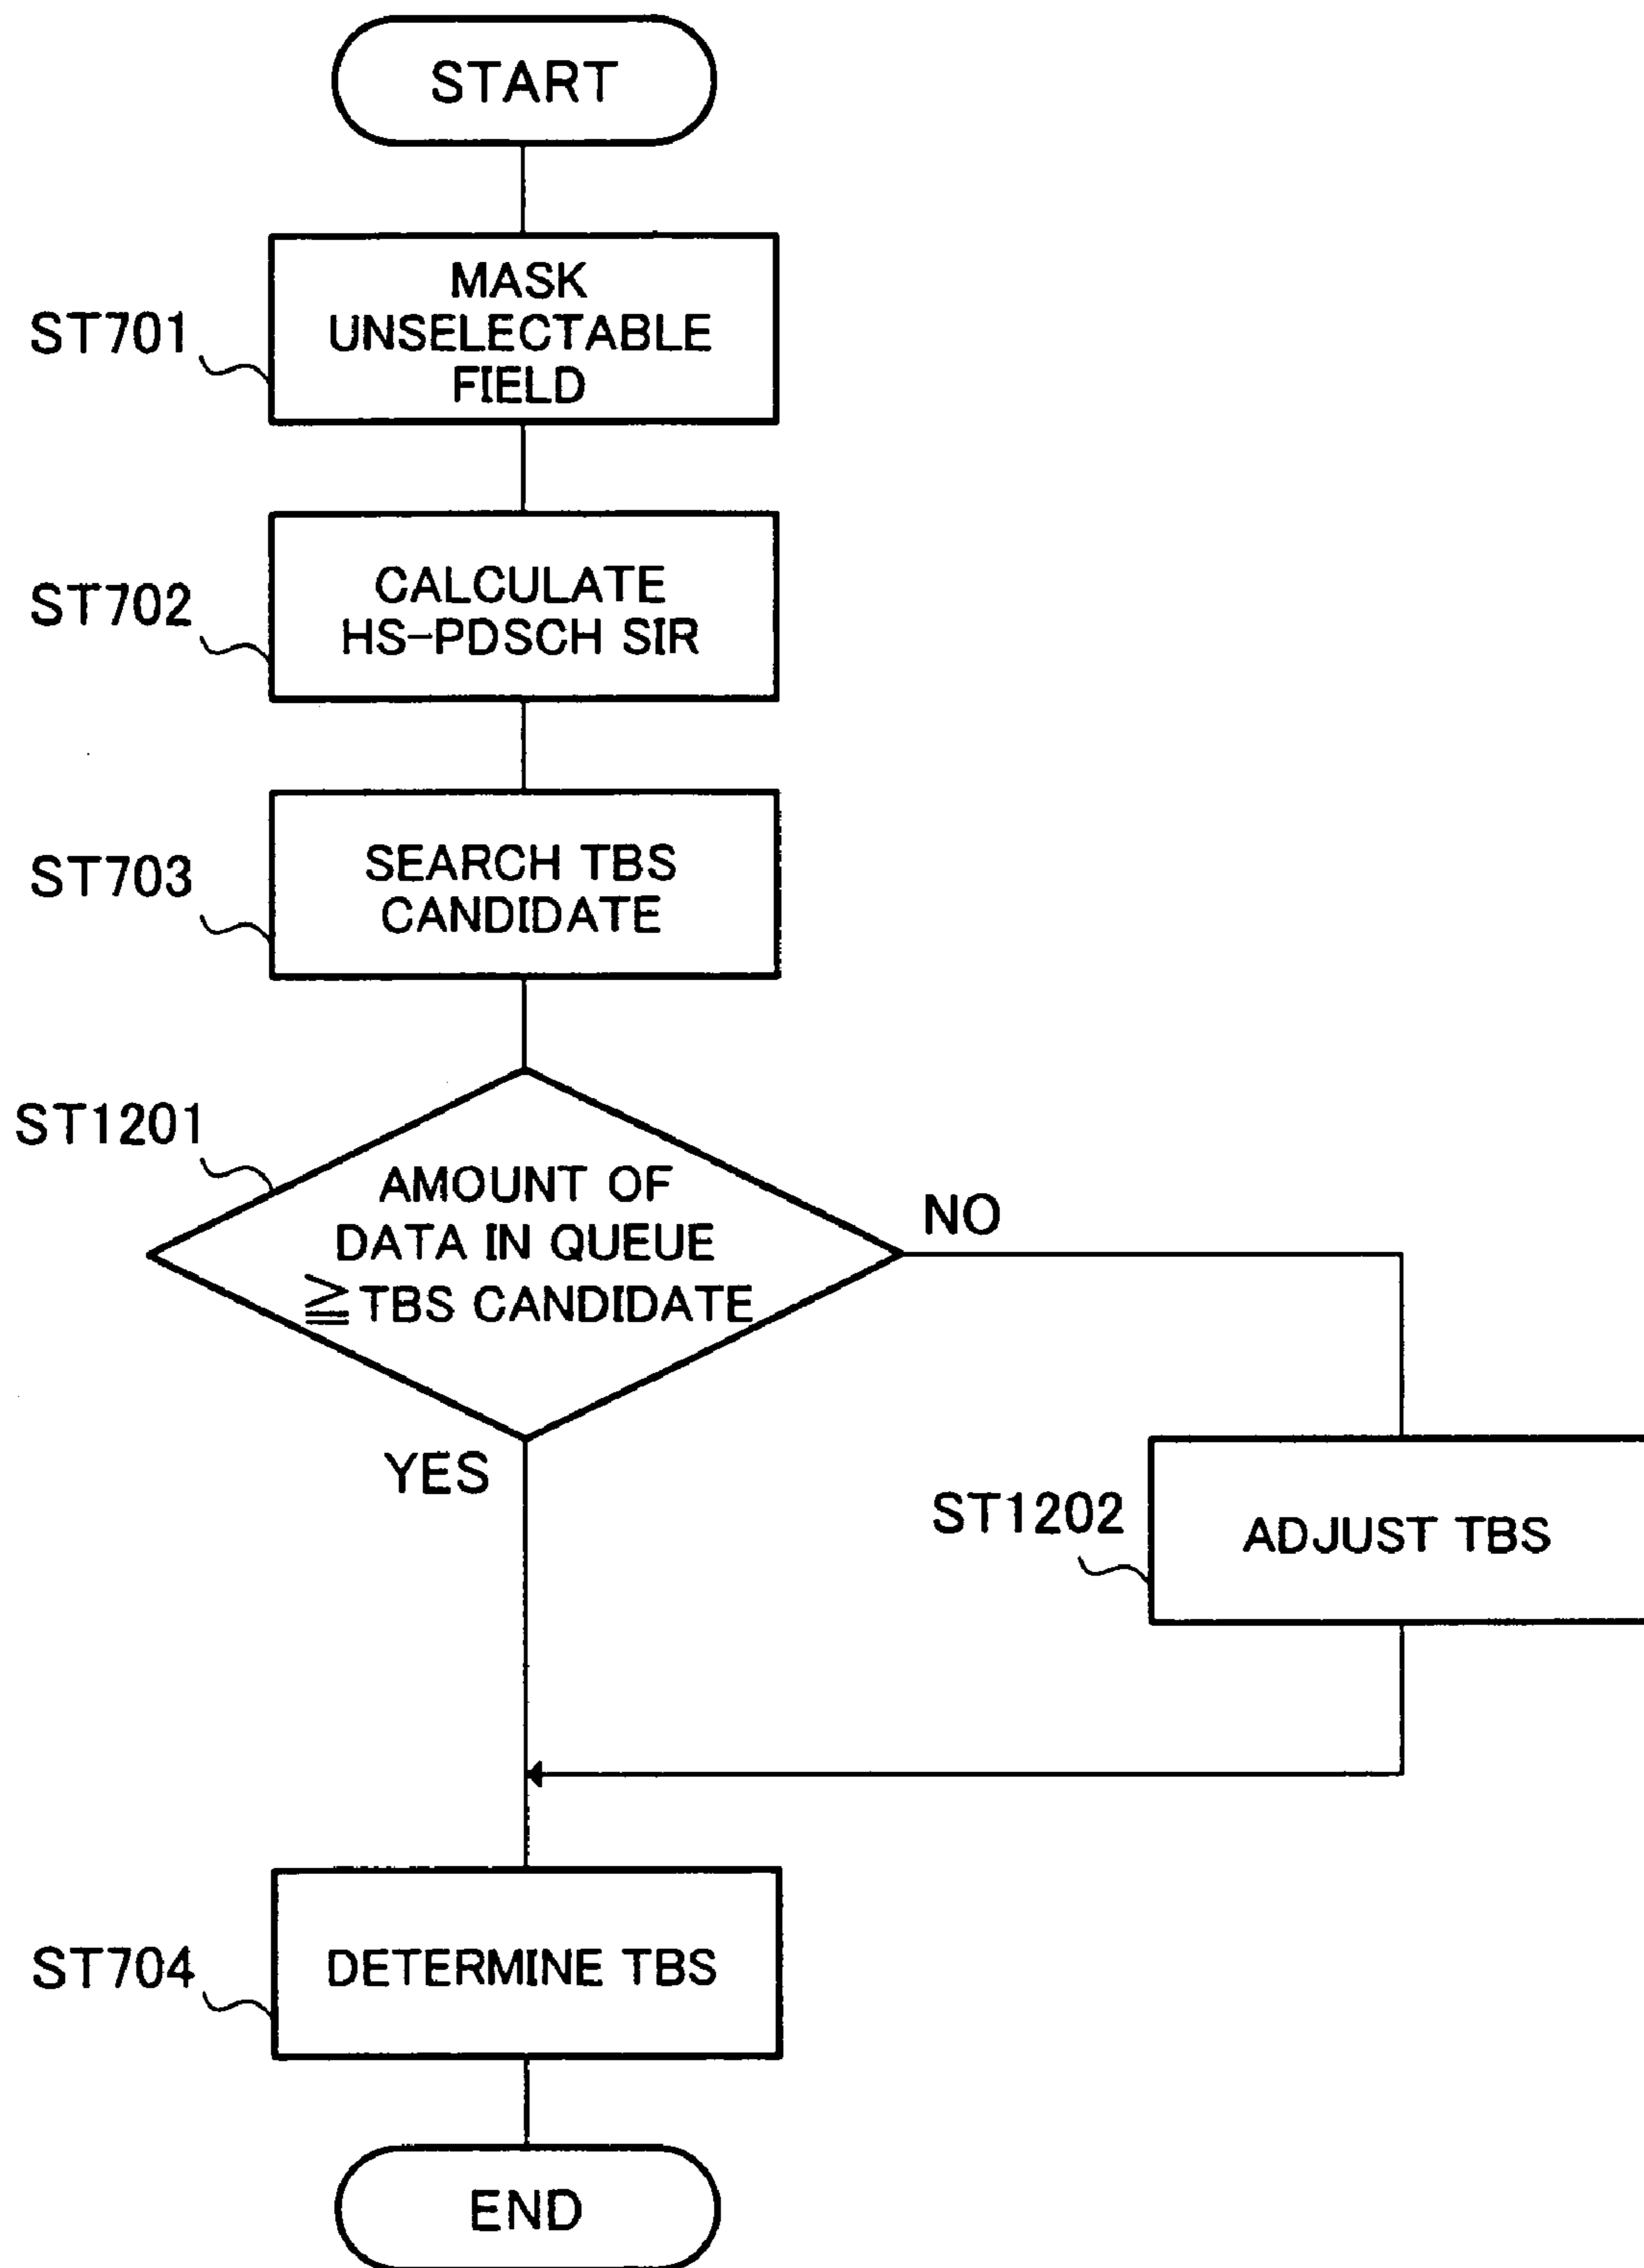 START
ST701
MASK
UNSELECTABLE
FIELD
ST702
CALCULATE
HS-PDSCH SIR
ST703
SEARCH TBS
CANDIDATE
ST1201
AMOUNT OF
DATA IN QUEUE
≧TBS CANDIDATE
NO
YES
ST1202
ADJUST TBS
ST704
DETERMINE TBS
END